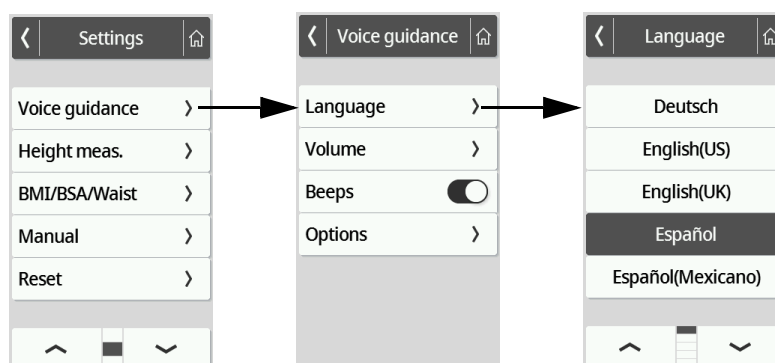 Settings
Voice guidance
Height meas.
BMI/BSA/Waist
Manual
Reset
Voice guidance
Language
Volume
Beeps
Options
Language
Deutsch
English(US)
English(UK)
Español
Español(Mexicano)